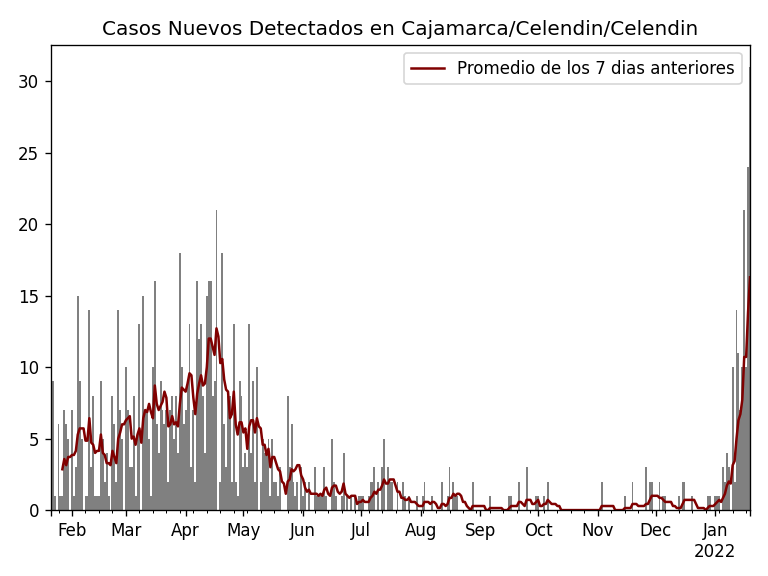 Casos Nuevos Detectados en Cajamarca/Celendin/Celendin
Promedio de los 7 dias anteriores
30
25
20
15
10
5
0
Feb Mar Apr May Jun Jul Aug Sep Oct Nov Dec Jan
2022